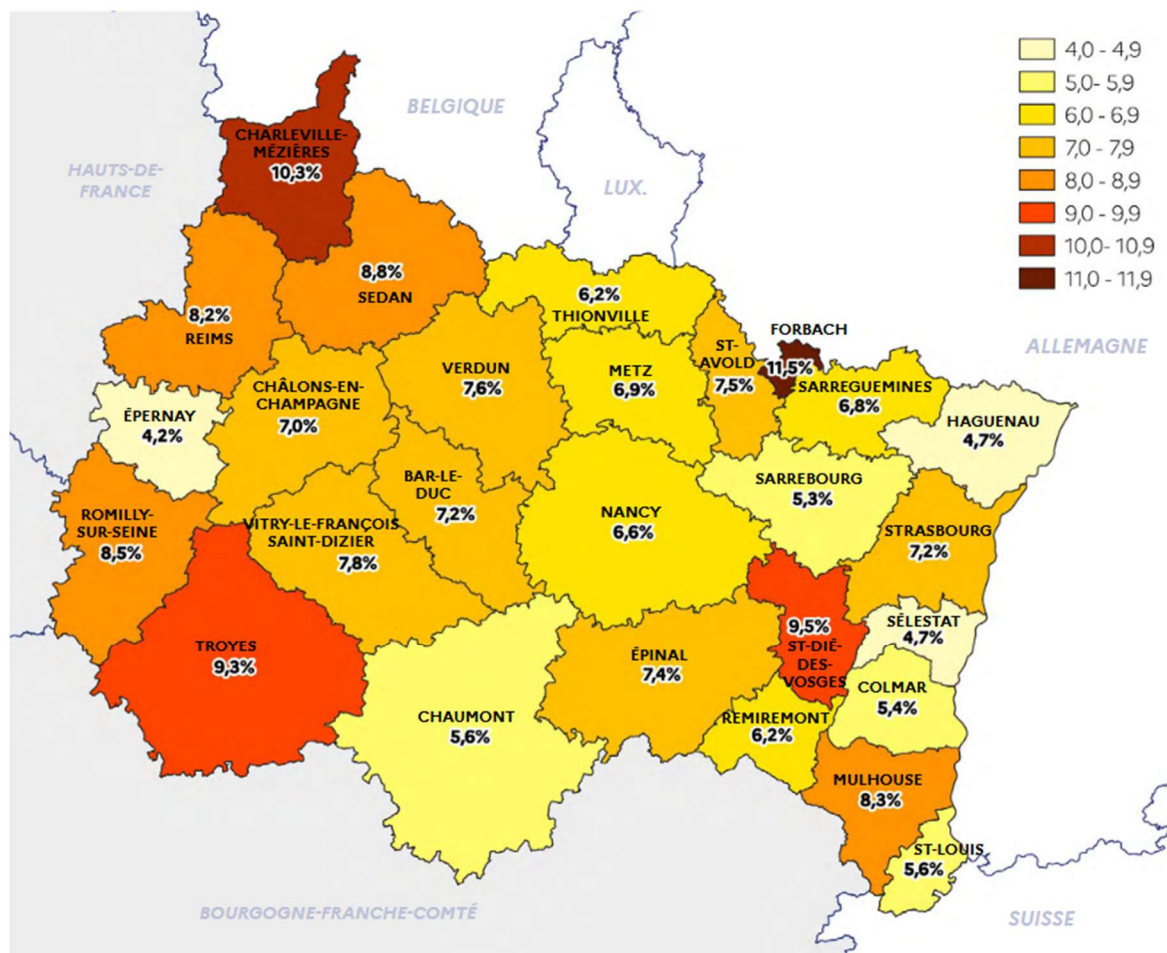 4,0 - 4,9
5,0- 5,9
6,0 - 6,9
7,0 - 7,9
8,0 - 8,9
9,0 - 9,9
10,0- 10,9
11,0 - 11,9
BELGIQUE
HAUTS-DE-
FRANCE
LUX.
ALLEMAGNE
CHARLEVILLE-
MÉZIÈRES
10,3%
8,8%
SEDAN
8,2%
REIMS
6,2%
THIONVILLE
FORBACH
11,5%
ST-
AVOLD
7,5%
VERDUN
7,6%
METZ
6,9%
SARREGUEMINES
6,8%
CHÂLONS-EN-
CHAMPAGNE
7,0%
ÉPERNAY
4,2%
HAGUENAU
4,7%
BAR-LE-
DUC
7,2%
SARREBOURG
5,3%
ROMILLY-
SUR-SEINE
8,5%
VITRY-LE-FRANÇOIS
SAINT-DIZIER
7,8%
NANCY
6,6%
STRASBOURG
7,2%
TROYES
9,3%
ÉPINAL
7,4%
9,5%
ST-DIÉ-
DES-
VOSGES
SÉLESTAT
4,7%
COLMAR
5,4%
CHAUMONT
5,6%
REMIREMONT
6,2%
MULHOUSE
8,3%
ST-LOUIS
5,6%
BOURGOGNE-FRANCHE-COMTÉ
SUISSE